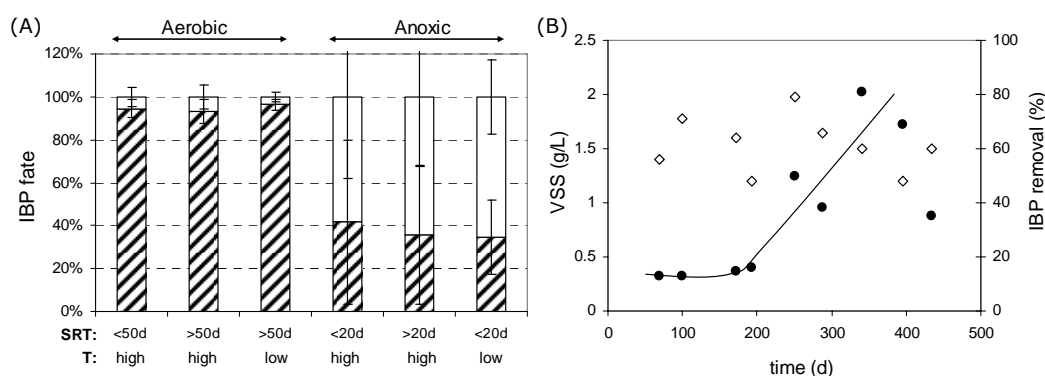 (A) Aerobic Anoxic
120%
100%
80%
60%
40%
20%
0%
IBP fate
SRT: <50d >50d >50d <20d >20d <20d
T: high high low high high low
(B)
2.5
2
1.5
1
0.5
0
VSS (g/L)
100
80
60
40
20
0
IBP removal (%)
0 100 200 300 400 500
time (d)